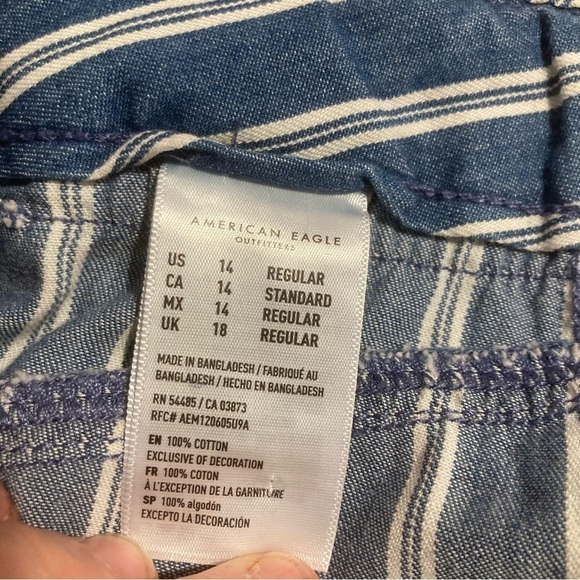 AMERICAN EAGLE
OUTFITTERS
US 14 REGULAR
CA 14 STANDARD
MX 14 REGULAR
UK 18 REGULAR
MADE IN BANGLADESH / FABRIQUÉ AU
BANGLADESH / HECHO EN BANGLADESH
RN 54485 / CA 03873
RFC# AEM120605U9A
EN 100% COTTON
EXCLUSIVE OF DECORATION
FR 100% COTON
À L'EXCEPTION DE LA GARNITURE
SP 100% algodón
EXCEPTO LA DECORACIÓN